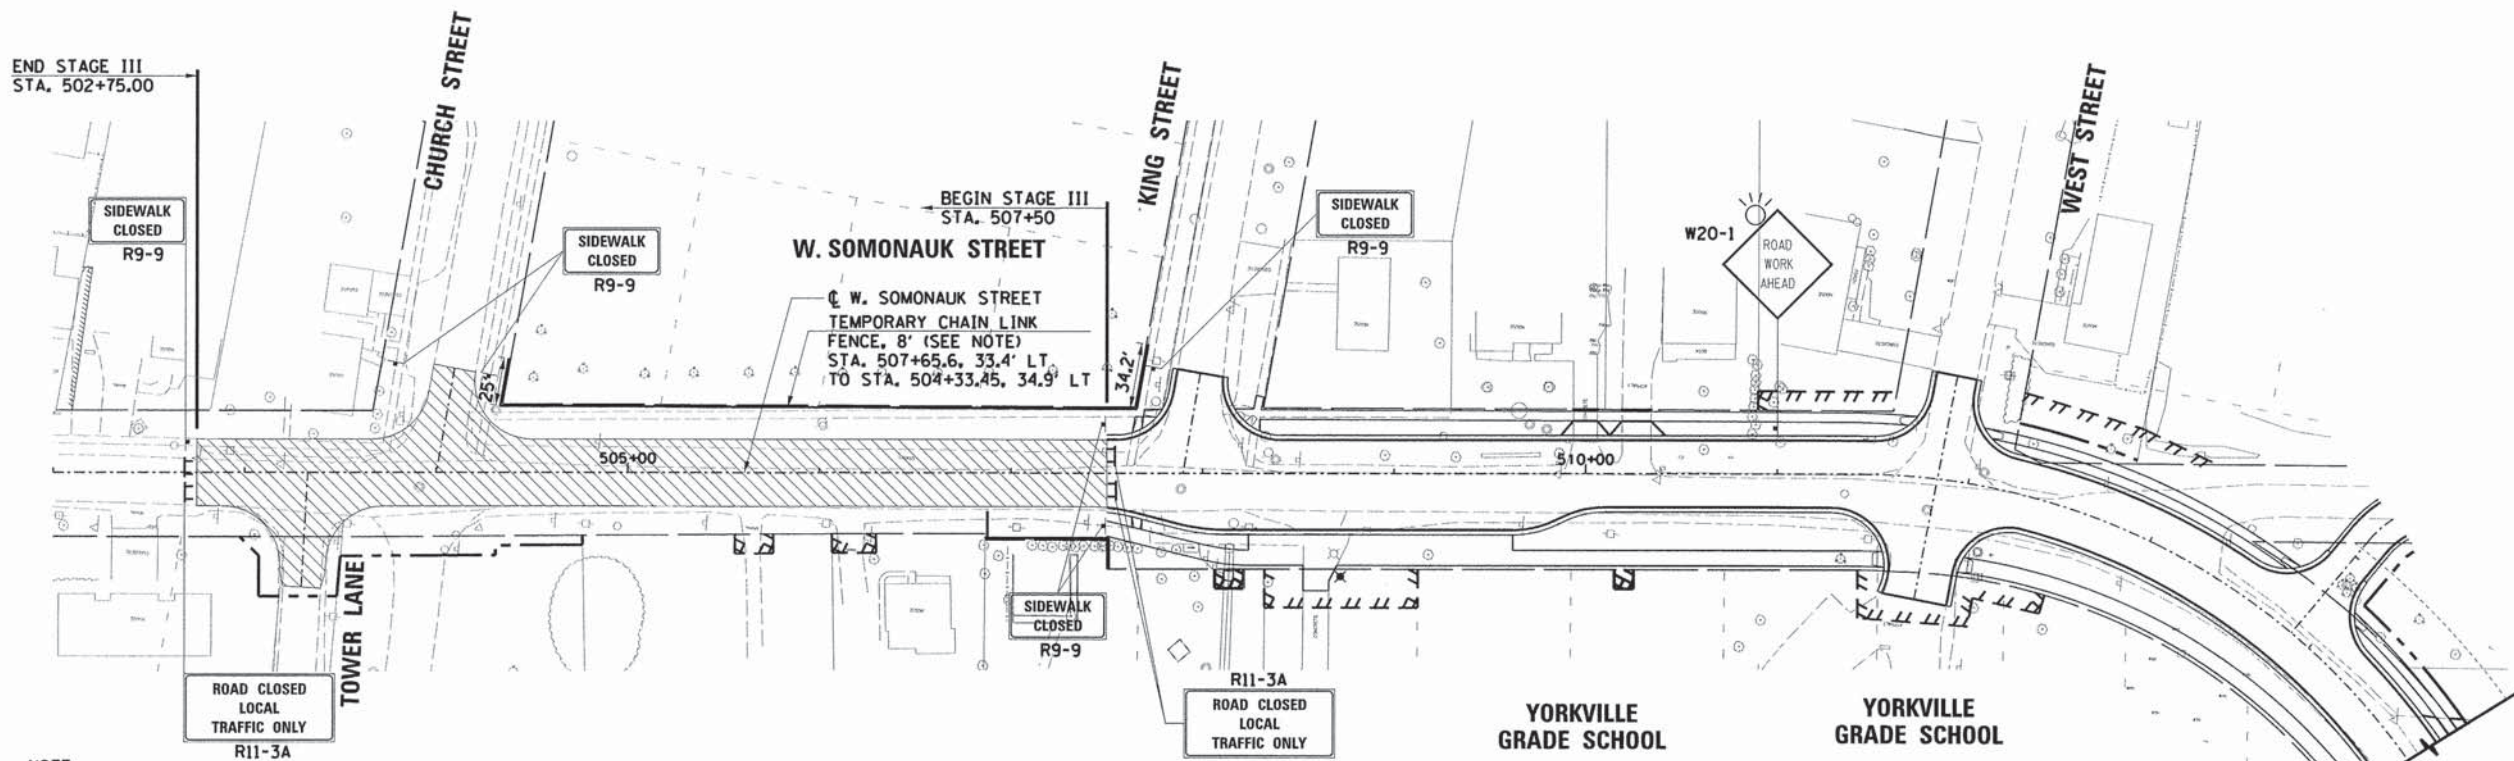 END STAGE III
STA. 502+75.00
CHURCH STREET
KING STREET
WEST STREET
SIDEWALK
CLOSED
R9-9
SIDEWALK
CLOSED
R9-9
BEGIN STAGE III
STA. 507+50
W. SOMONAUK STREET
SIDEWALK
CLOSED
R9-9
W20-1
ROAD
WORK
AHEAD
℄ W. SOMONAUK STREET
TEMPORARY CHAIN LINK
FENCE, 8' (SEE NOTE)
STA. 507+65.6, 33.4' LT
TO STA. 504+33.45, 34.9' LT
25'
34.2'
505+00
510+00
TOWER LANE
SIDEWALK
CLOSED
R9-9
ROAD CLOSED
LOCAL
TRAFFIC ONLY
R11-3A
R11-3A
ROAD CLOSED
LOCAL
TRAFFIC ONLY
YORKVILLE
GRADE SCHOOL
YORKVILLE
GRADE SCHOOL